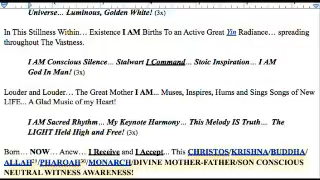 Universe... Luminous, Golden White! (3x)
In This Stillness Within... Existence I AM Births To an Active Great Yin Radiance... spreading
throughout The Vastness.
I AM Conscious Silence... Stalwart I Command... Stoic Inspiration... I AM
God In Man! (3x)
Louder and Louder... The Great Mother I AM... Muses, Inspires, Hums and Sings Songs of New
LIFE... A Glad Music of my Heart!
I AM Sacred Rhythm... My Keynote Harmony... This Melody IS Truth... The
LIGHT Held High and Free! (3x)
Born... NOW... Anew... I Receive and I Accept... This CHRISTOS/KRISHNA/BUDDHA/
ALLAH/PHAROAH/MONARCH/DIVINE MOTHER-FATHER/SON CONSCIOUS
NEUTRAL WITNESS AWARENESS!